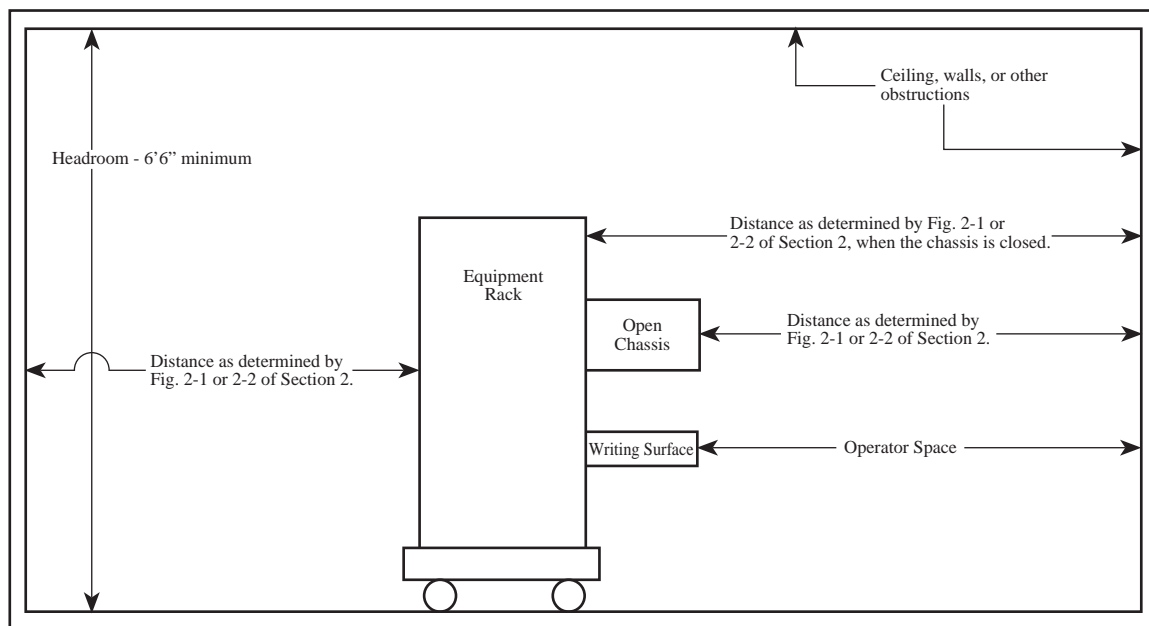 Ceiling, walls, or other
obstructions
Headroom - 6’6” minimum
Distance as determined by Fig. 2-1 or
2-2 of Section 2, when the chassis is closed.
Equipment
Rack
Open
Chassis
Distance as determined by
Fig. 2-1 or 2-2 of Section 2.
Distance as determined by
Fig. 2-1 or 2-2 of Section 2.
Writing Surface
Operator Space